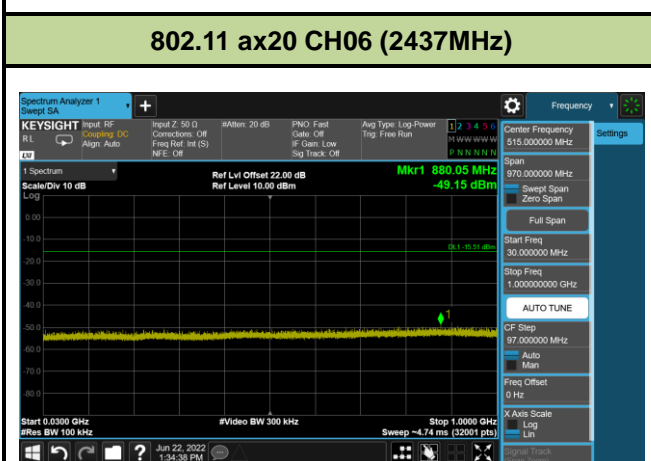 802.11 ax20 CH06 (2437MHz)
Spectrum Analyzer 1
Swept SA
Frequency
KEYSIGHT
RL
Input: RF
Coupling: DC
Align: Auto
Input Z: 50 Ω
Corrections: Off
Freq Ref: Int (S)
NFE: Off
#Atten: 20 dB
PNO: Fast
Gate: Off
IF Gain: Low
Sig Track: Off
Avg Type: Log-Power
Trig: Free Run
1 2 3 4 5 6
M W W W W W
P N N N N N
LXI
1 Spectrum
Scale/Div 10 dB
Log
Ref Lvl Offset 22.00 dB
Ref Level 10.00 dBm
Mkr1 880.05 MHz
-49.15 dBm
0.00
-10.0
DL1 -15.51 dBm
-20.0
-30.0
-40.0
1
-50.0
-60.0
-70.0
-80.0
Start 0.0300 GHz
#Res BW 100 kHz
#Video BW 300 kHz
Stop 1.0000 GHz
Sweep ~4.74 ms (32001 pts)
Jun 22, 2022
1:34:38 PM
Center Frequency
515.000000 MHz
Settings
Span
970.000000 MHz
Swept Span
Zero Span
Full Span
Start Freq
30.000000 MHz
Stop Freq
1.000000000 GHz
AUTO TUNE
CF Step
97.000000 MHz
Auto
Man
Freq Offset
0 Hz
X Axis Scale
Log
Lin
Signal Track